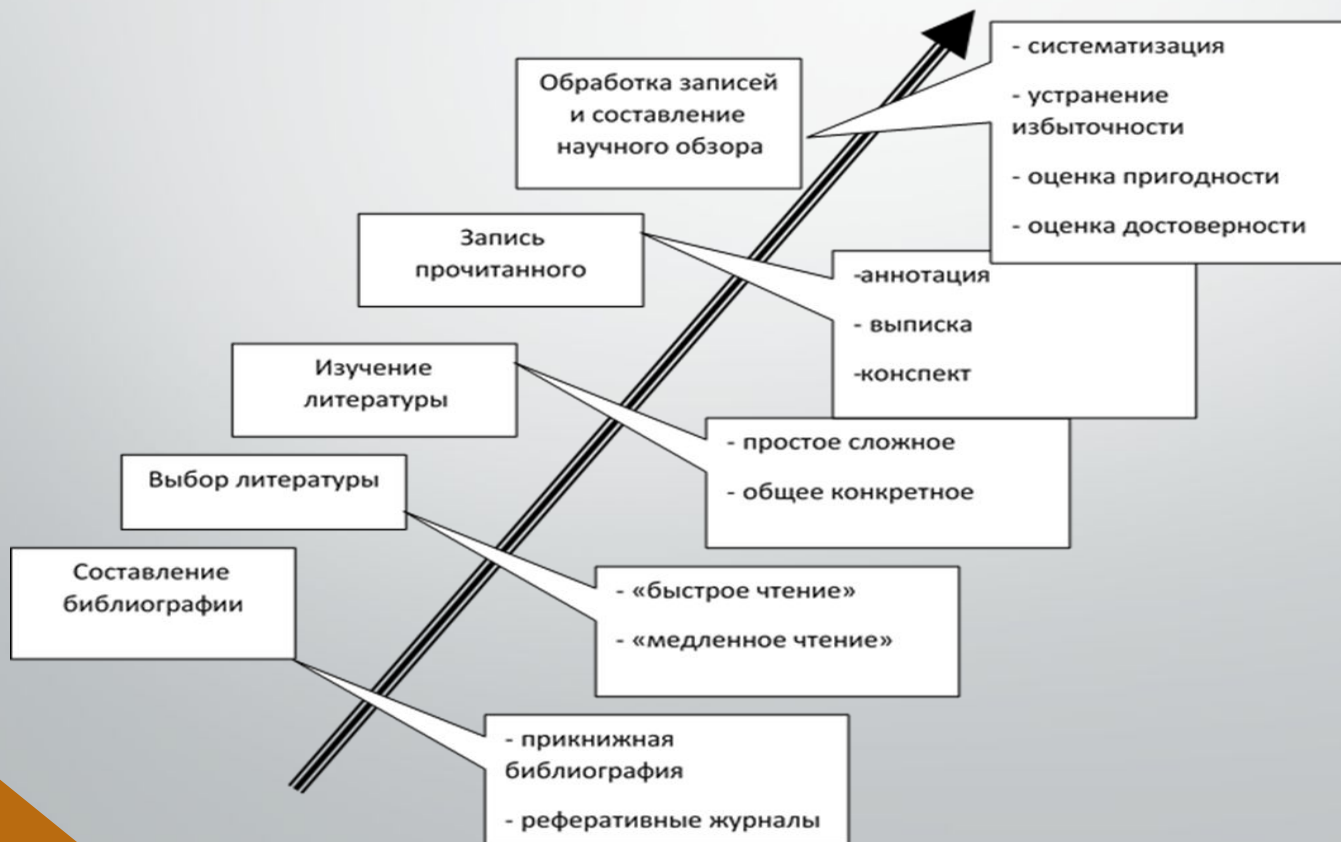 Обработка записей
и составление
научного обзора
- систематизация
- устранение
избыточности
- оценка пригодности
- оценка достоверности
Запись
прочитанного
-аннотация
- выписка
-конспект
Изучение
литературы
- простое сложное
- общее конкретное
Выбор литературы
- «быстрое чтение»
- «медленное чтение»
Составление
библиографии
- прикнижная
библиография
- реферативные журналы